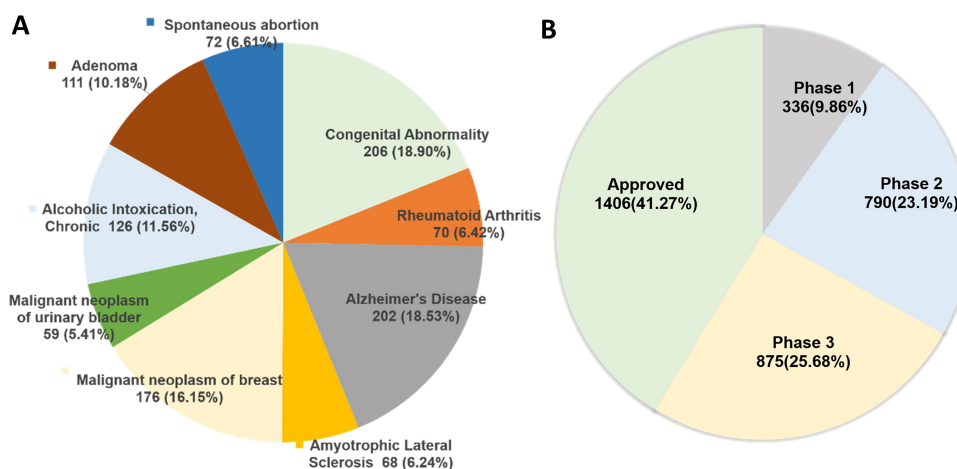 A
Spontaneous abortion
72 (6.61%)
Adenoma
111 (10.18%)
Congenital Abnormality
206 (18.90%)
Alcoholic Intoxication,
Chronic 126 (11.56%)
Rheumatoid Arthritis
70 (6.42%)
Malignant neoplasm
of urinary bladder
59 (5.41%)
Alzheimer's Disease
202 (18.53%)
Malignant neoplasm of breast
176 (16.15%)
Amyotrophic Lateral
Sclerosis 68 (6.24%)
B
Phase 1
336(9.86%)
Approved
1406(41.27%)
Phase 2
790(23.19%)
Phase 3
875(25.68%)